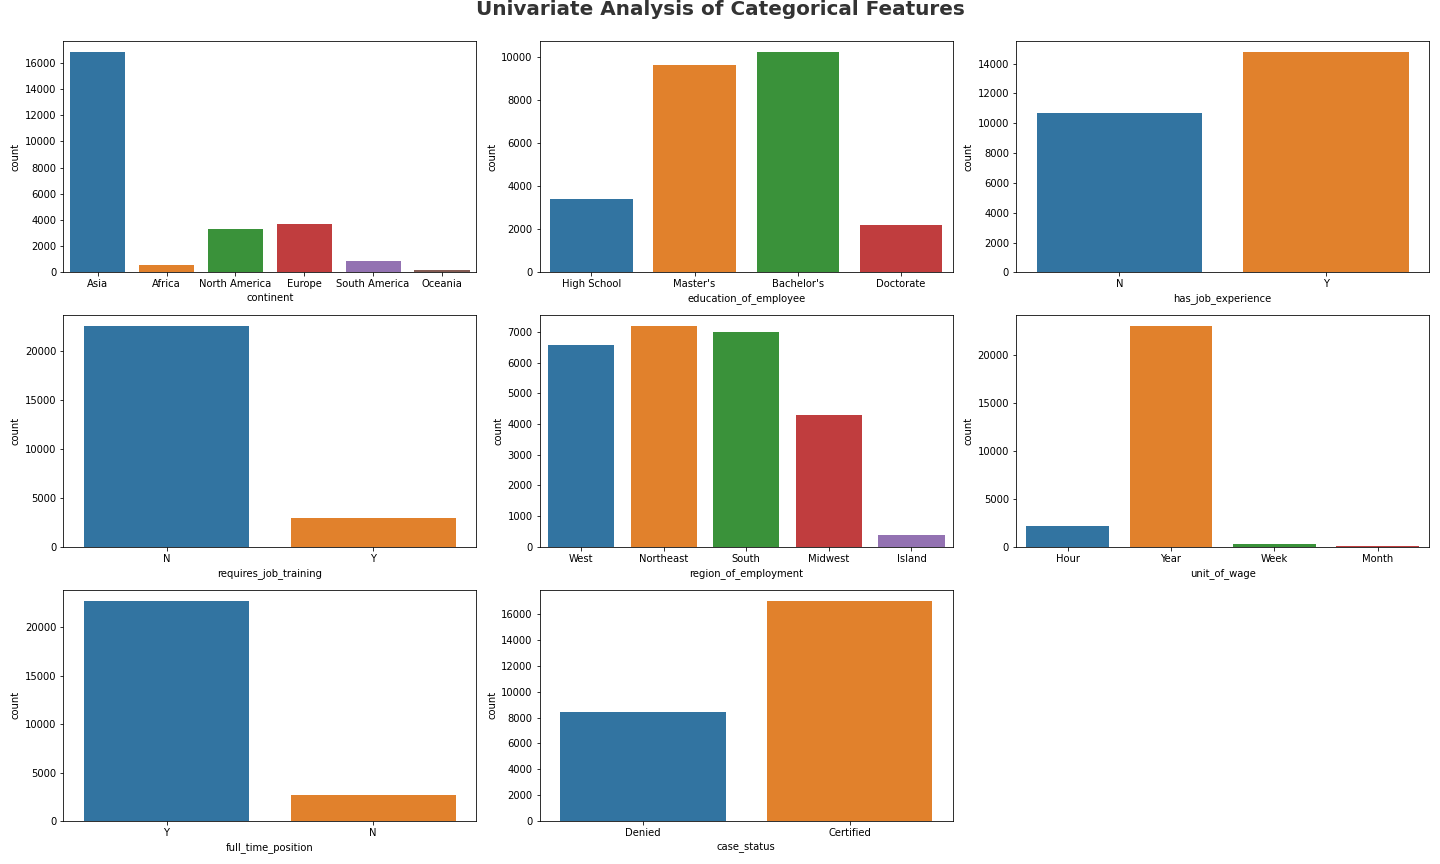 Univariate Analysis of Categorical Features
16000
14000
12000
10000
8000
6000
4000
2000
0
count
Asia Africa North America Europe South America Oceania
continent
10000
8000
6000
4000
2000
0
count
High School Master's Bachelor's Doctorate
education_of_employee
14000
12000
10000
8000
6000
4000
2000
0
count
N Y
has_job_experience
20000
15000
10000
5000
0
count
N Y
requires_job_training
7000
6000
5000
4000
3000
2000
1000
0
count
West Northeast South Midwest Island
region_of_employment
20000
15000
10000
5000
0
count
Hour Year Week Month
unit_of_wage
20000
15000
10000
5000
0
count
Y N
full_time_position
16000
14000
12000
10000
8000
6000
4000
2000
0
count
Denied Certified
case_status